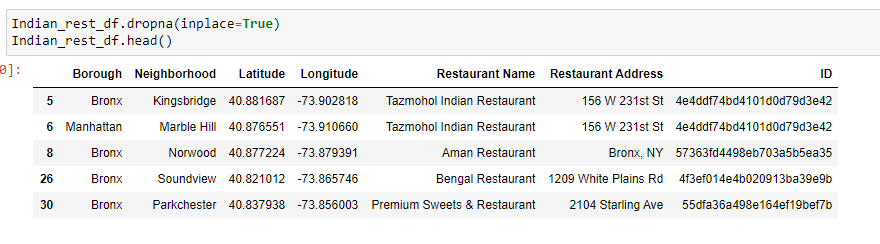 Indian_rest_df.dropna(inplace=True)
Indian_rest_df.head()
0]:
Borough Neighborhood Latitude Longitude Restaurant Name Restaurant Address ID
5 Bronx Kingsbridge 40.881687 -73.902818 Tazmohol Indian Restaurant 156 W 231st St 4e4ddf74bd4101d0d79d3e42
6 Manhattan Marble Hill 40.876551 -73.910660 Tazmohol Indian Restaurant 156 W 231st St 4e4ddf74bd4101d0d79d3e42
8 Bronx Norwood 40.877224 -73.879391 Aman Restaurant Bronx, NY 57363fd4498eb703a5b5ea35
26 Bronx Soundview 40.821012 -73.865746 Bengal Restaurant 1209 White Plains Rd 4f3ef014e4b020913ba39e9b
30 Bronx Parkchester 40.837938 -73.856003 Premium Sweets & Restaurant 2104 Starling Ave 55dfa36a498e164ef19bef7b